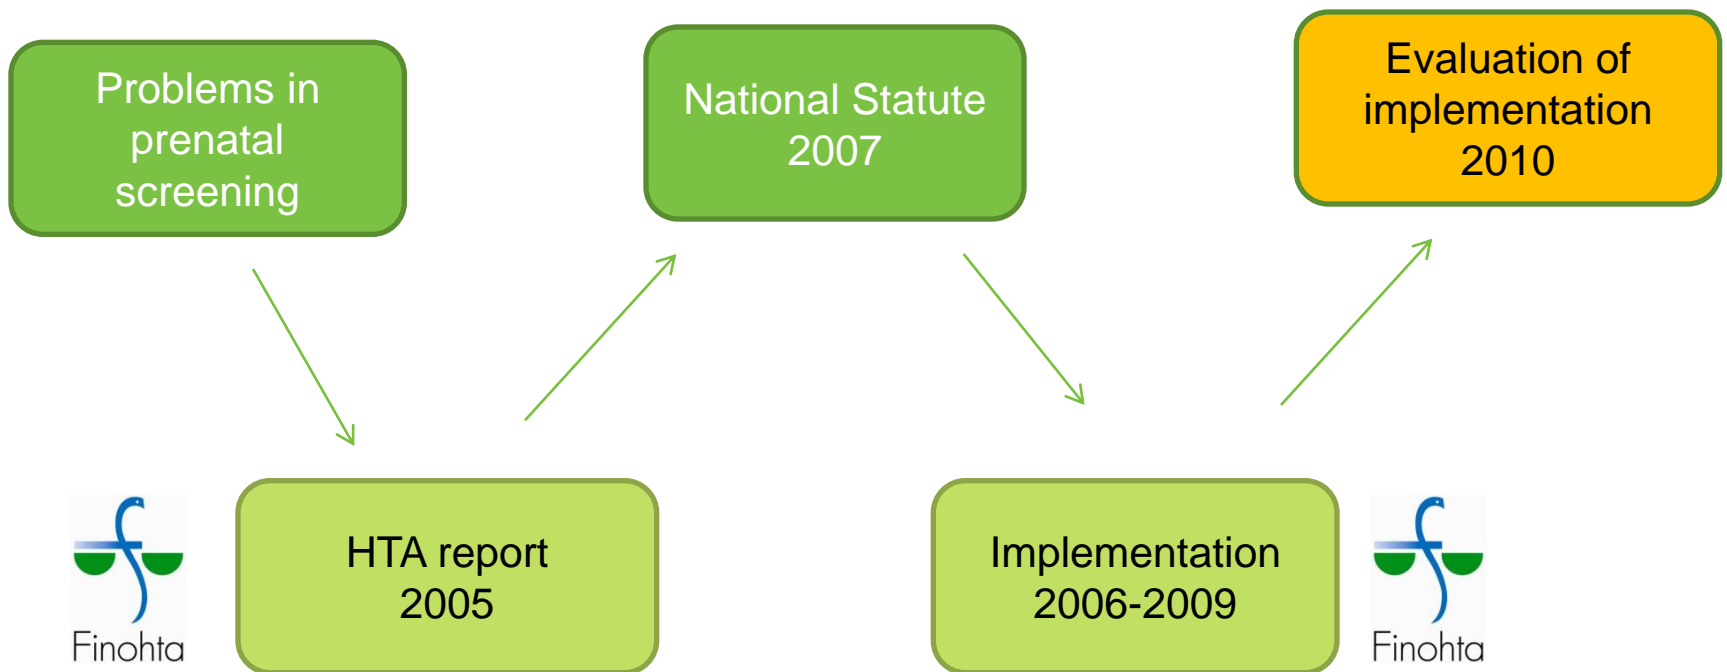 Problems in
prenatal
screening
National Statute
2007
Evaluation of
implementation
2010
Finohta
HTA report
2005
Implementation
2006-2009
Finohta